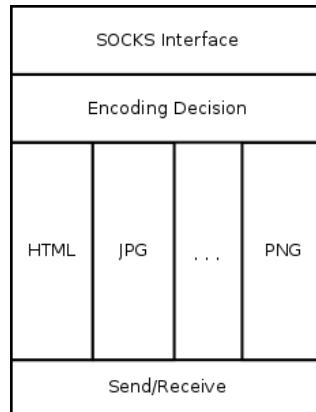 SOCKS Interface
Encoding Decision
HTML
JPG
. . .
PNG
Send/Receive